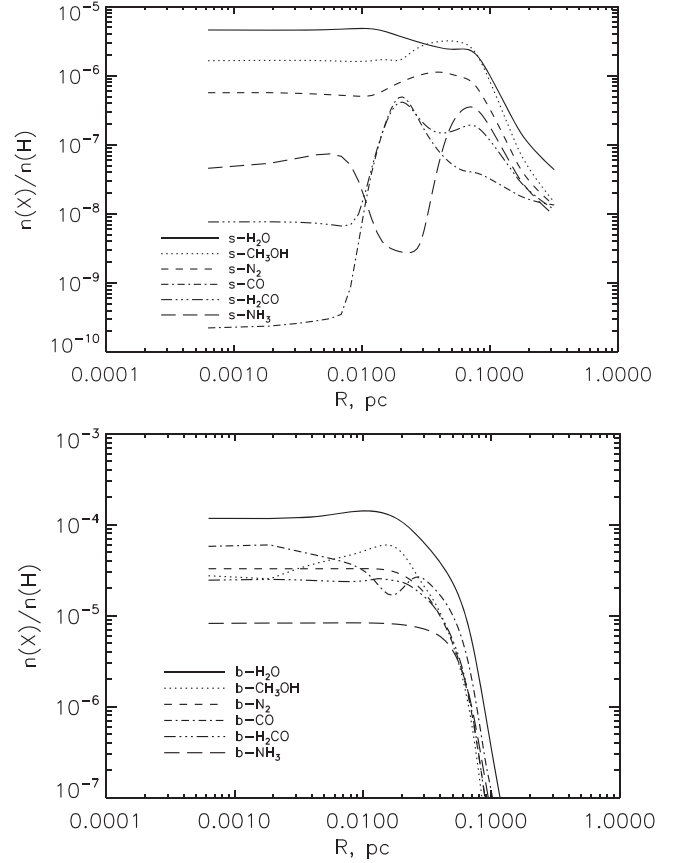 10⁻⁵
10⁻⁶
10⁻⁷
10⁻⁸
10⁻⁹
10⁻¹⁰
n(X)/n(H)
s−H₂O
s−CH₃OH
s−N₂
s−CO
s−H₂CO
s−NH₃
0.0001 0.0010 0.0100 0.1000 1.0000
R, pc
10⁻³
10⁻⁴
10⁻⁵
10⁻⁶
10⁻⁷
n(X)/n(H)
b−H₂O
b−CH₃OH
b−N₂
b−CO
b−H₂CO
b−NH₃
0.0001 0.0010 0.0100 0.1000 1.0000
R, pc